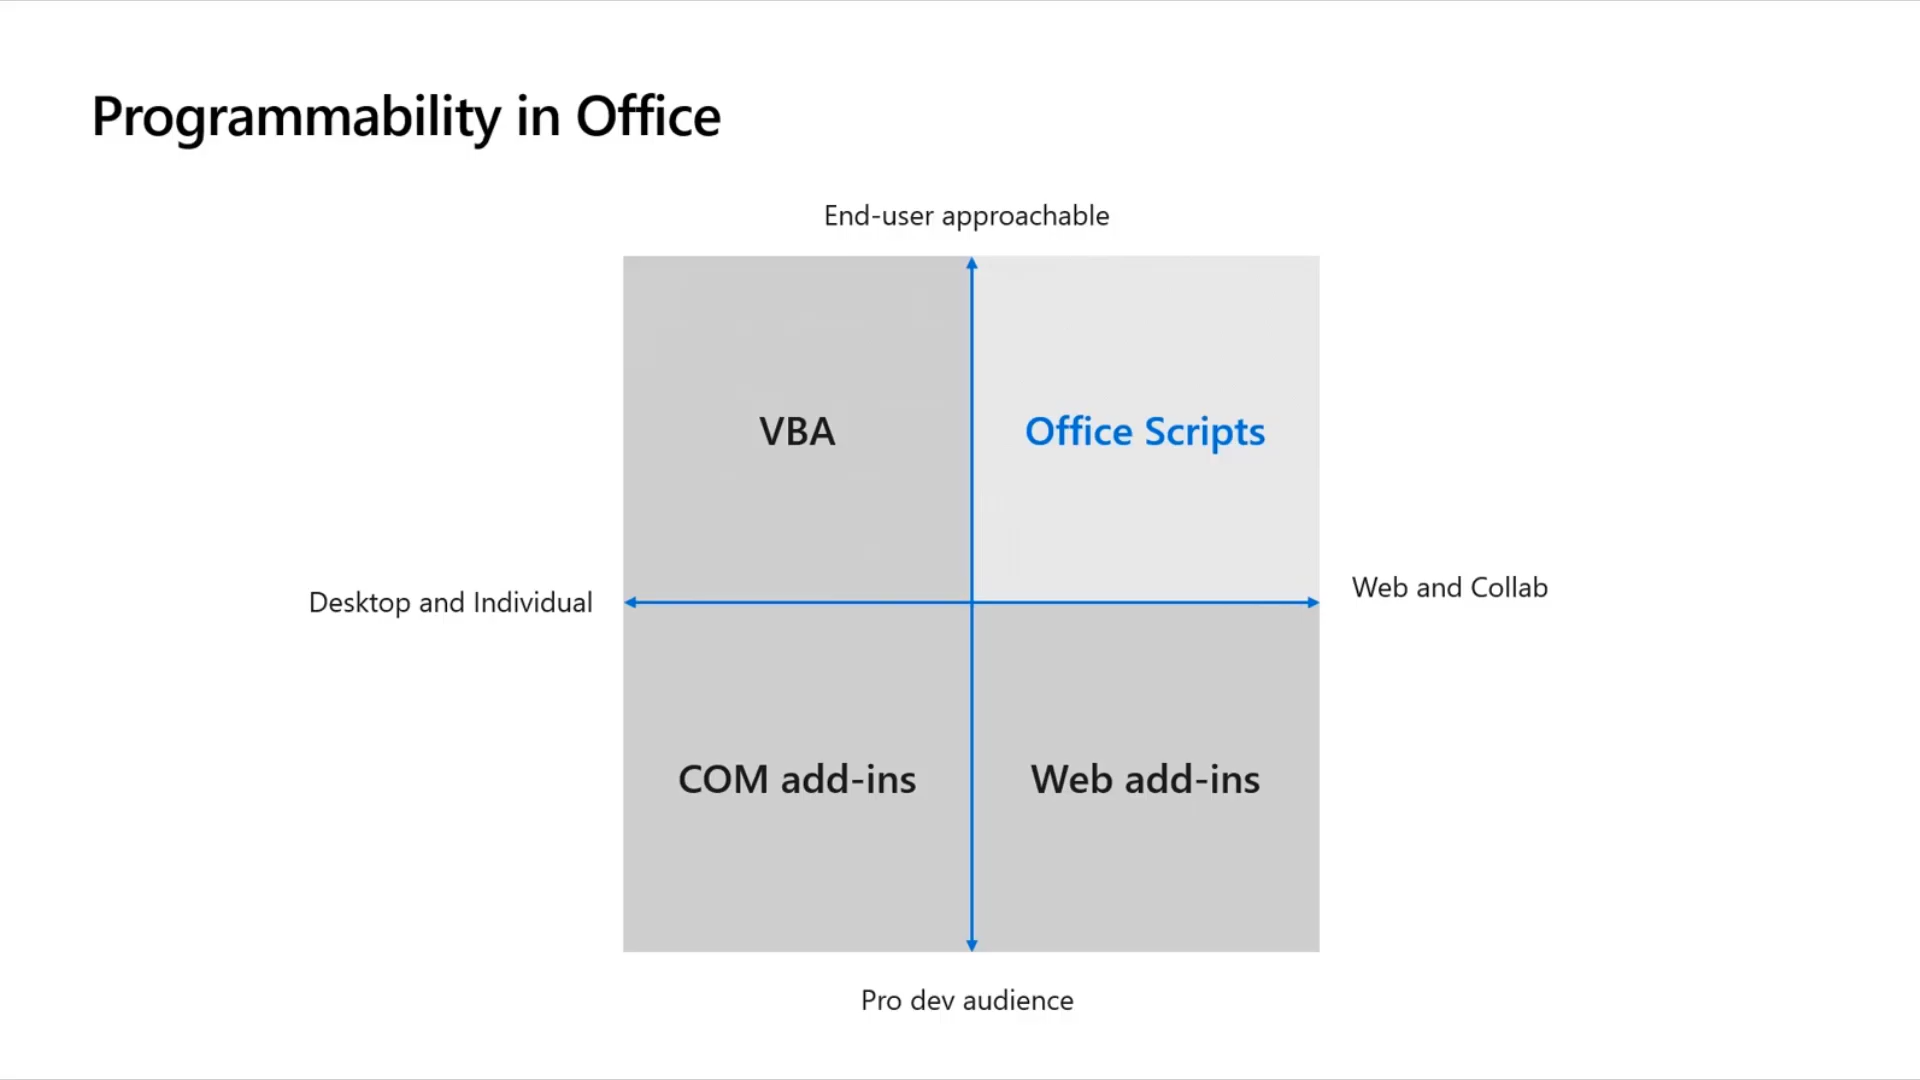 Programmability in Office
End-user approachable
VBA
Office Scripts
Desktop and Individual
Web and Collab
COM add-ins
Web add-ins
Pro dev audience